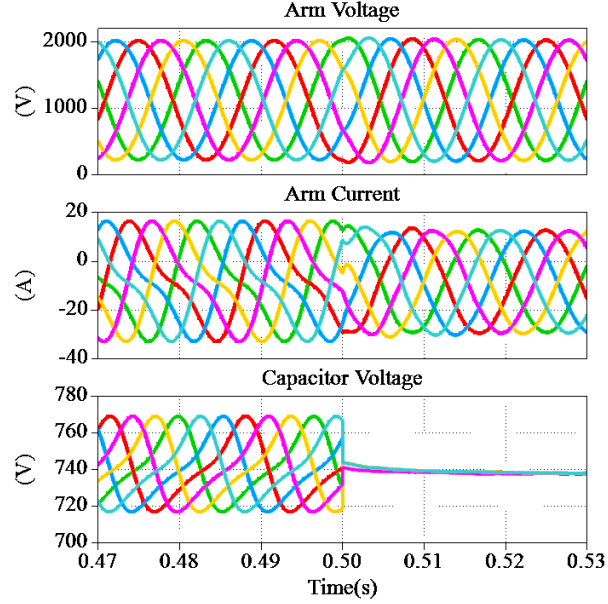 Arm Voltage
2000
1000
0
(V)
Arm Current
20
0
-20
-40
(A)
Capacitor Voltage
780
760
740
720
700
(V)
0.47 0.48 0.49 0.50 0.51 0.52 0.53
Time(s)